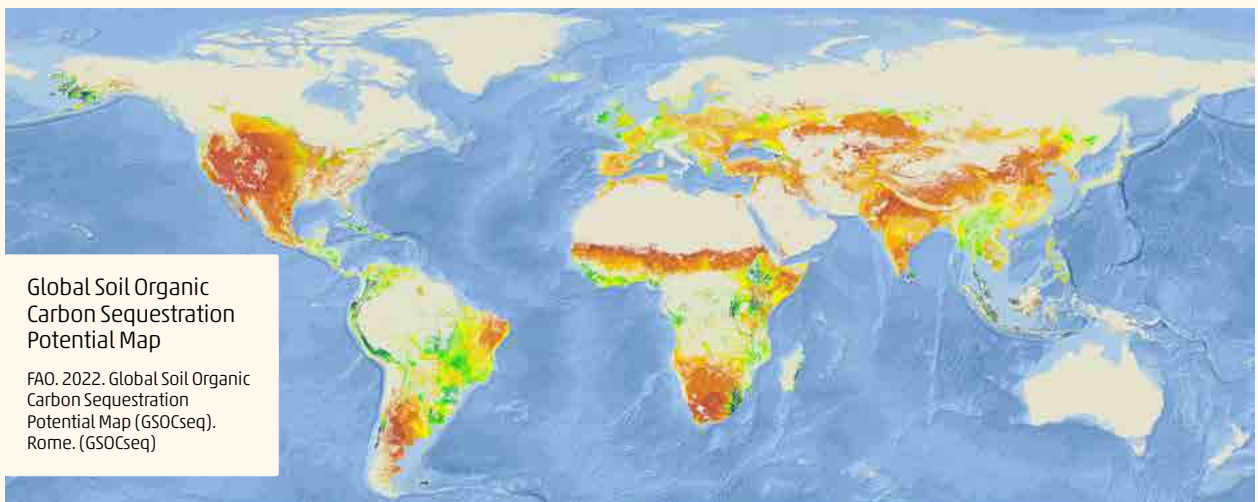 Global Soil Organic
Carbon Sequestration
Potential Map
FAO. 2022. Global Soil Organic
Carbon Sequestration
Potential Map (GSOCseq).
Rome. (GSOCseq)